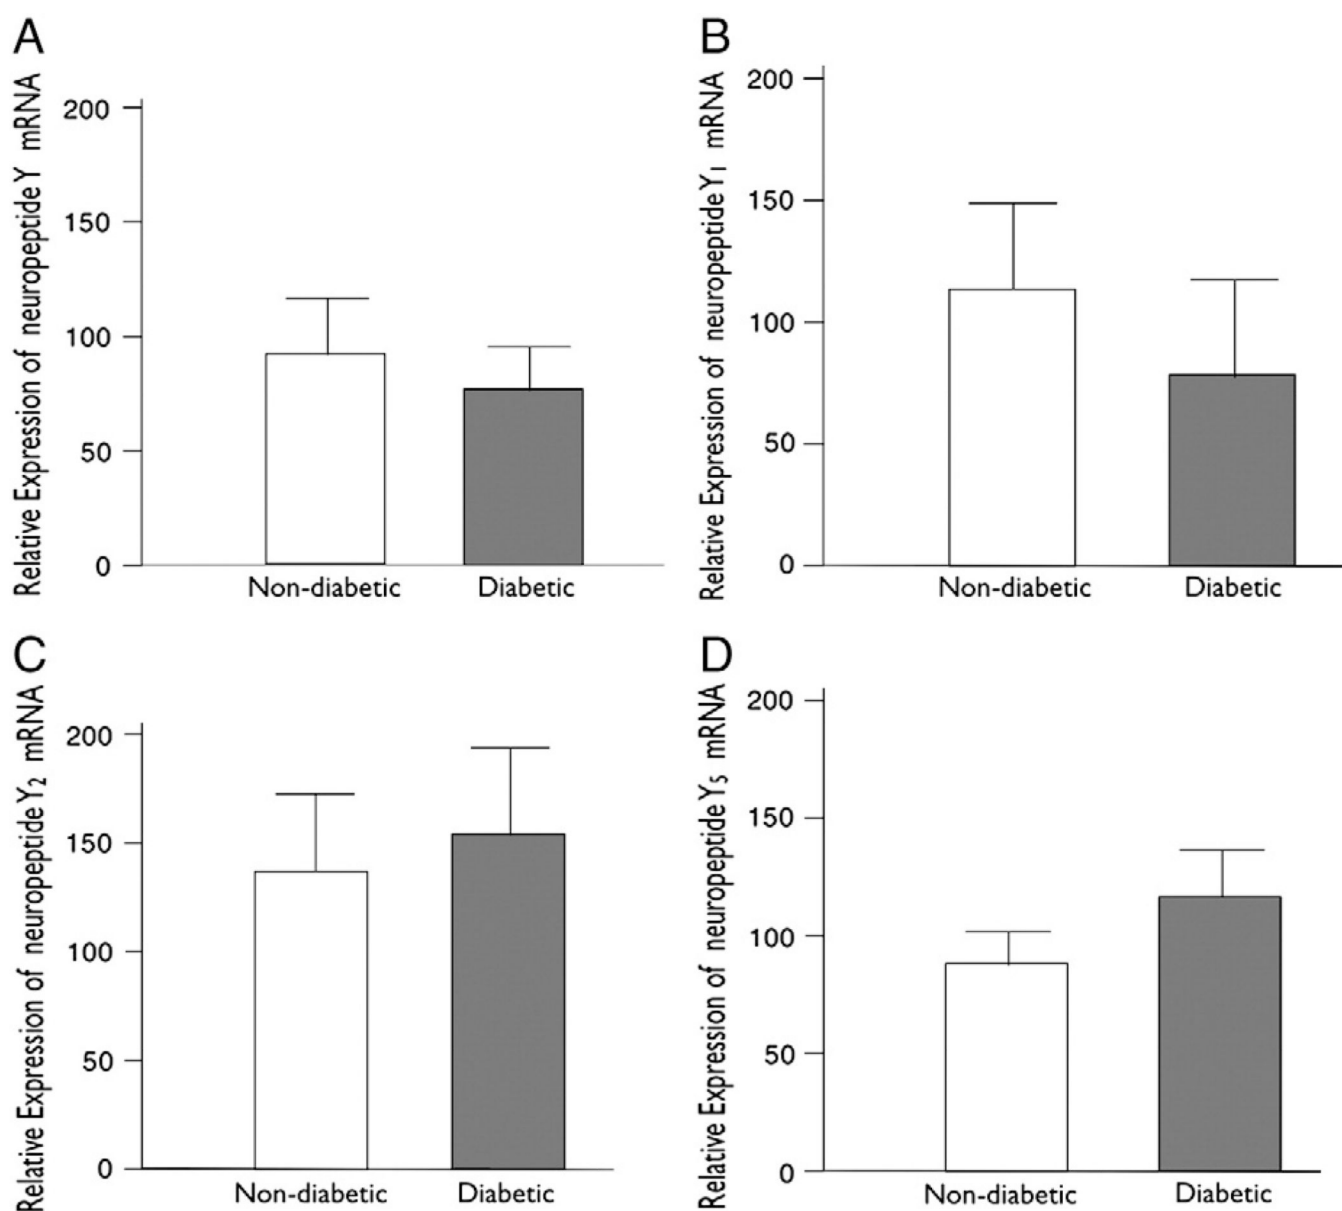 A
Relative Expression of neuropeptide Y mRNA
200
150
100
50
0
Non-diabetic Diabetic
B
Relative Expression of neuropeptide Y₁ mRNA
200
150
100
50
0
Non-diabetic Diabetic
C
Relative Expression of neuropeptide Y₂ mRNA
200
150
100
50
0
Non-diabetic Diabetic
D
Relative Expression of neuropeptide Y₅ mRNA
200
150
100
50
0
Non-diabetic Diabetic